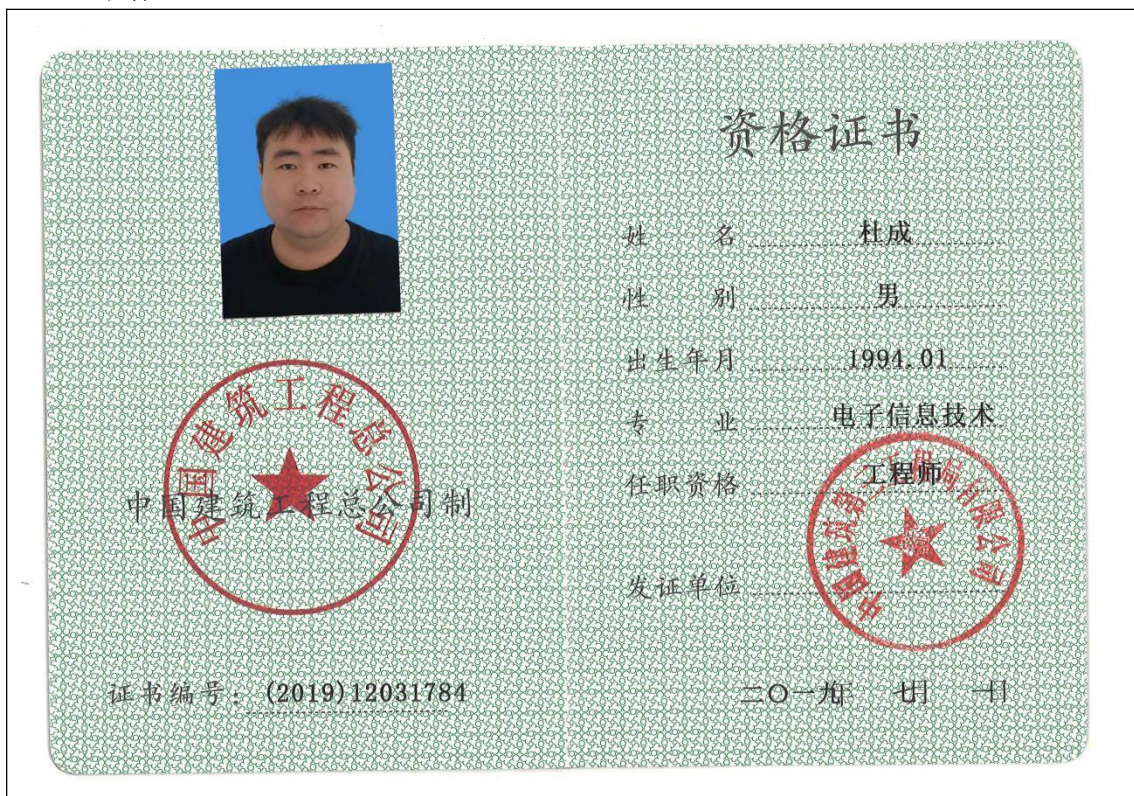 中国建筑工程总公司
中国建筑工程总公司制
证书编号：(2019)12031784
资格证书
姓 名 杜成
性 别 男
出生年月 1994.01
专 业 电子信息技术
任职资格 工程师
发证单位
二〇一九年 七月 一日